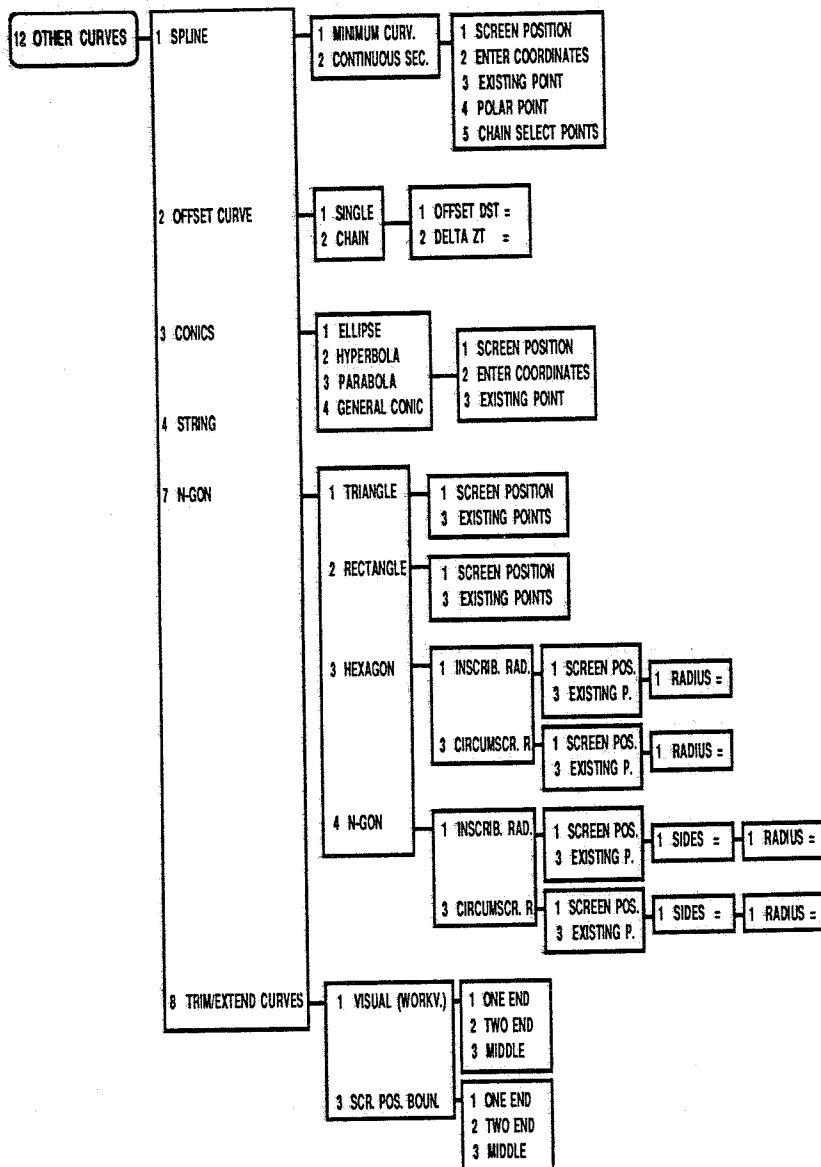 12 OTHER CURVES
1 SPLINE
1 MINIMUM CURV.
2 CONTINUOUS SEC.
1 SCREEN POSITION
2 ENTER COORDINATES
3 EXISTING POINT
4 POLAR POINT
5 CHAIN SELECT POINTS
2 OFFSET CURVE
1 SINGLE
2 CHAIN
1 OFFSET DST =
2 DELTA ZT =
3 CONICS
1 ELLIPSE
2 HYPERBOLA
3 PARABOLA
4 GENERAL CONIC
1 SCREEN POSITION
2 ENTER COORDINATES
3 EXISTING POINT
4 STRING
7 N-GON
1 TRIANGLE
1 SCREEN POSITION
3 EXISTING POINTS
2 RECTANGLE
1 SCREEN POSITION
3 EXISTING POINTS
3 HEXAGON
1 INSCRIB. RAD.
1 SCREEN POS.
3 EXISTING P.
1 RADIUS =
3 CIRCUMSCR. R
1 SCREEN POS.
3 EXISTING P.
1 RADIUS =
4 N-GON
1 INSCRIB. RAD.
1 SCREEN POS.
3 EXISTING P.
1 SIDES =
1 RADIUS =
3 CIRCUMSCR. R
1 SCREEN POS.
3 EXISTING P.
1 SIDES =
1 RADIUS =
8 TRIM/EXTEND CURVES
1 VISUAL (WORKV.)
1 ONE END
2 TWO END
3 MIDDLE
3 SCR. POS. BOUN.
1 ONE END
2 TWO END
3 MIDDLE